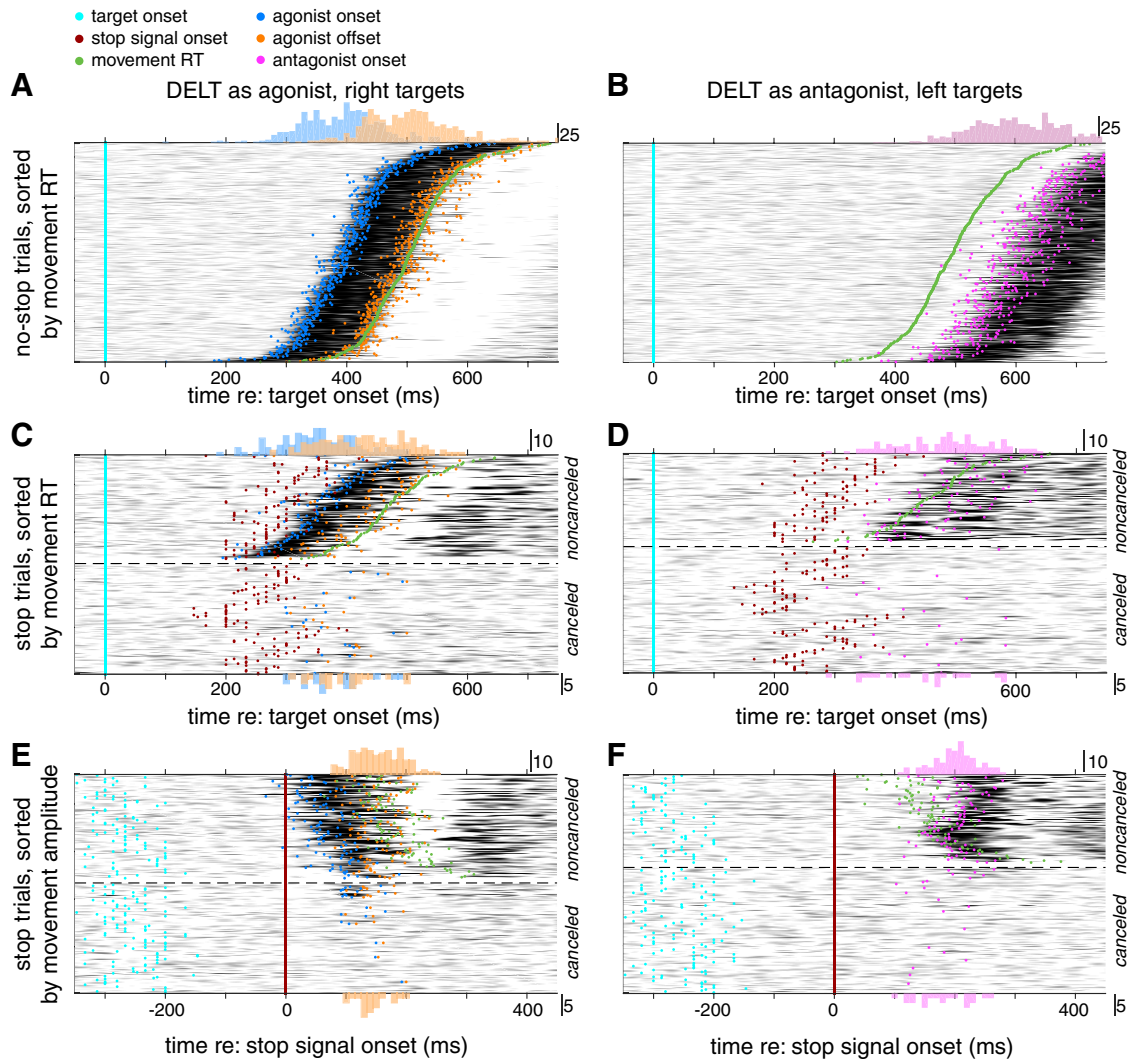 target onset
stop signal onset
movement RT
agonist onset
agonist offset
antagonist onset
A
DELT as agonist, right targets
25
no-stop trials, sorted
by movement RT
0 200 400 600
time re: target onset (ms)
B
DELT as antagonist, left targets
25
0 200 400 600
time re: target onset (ms)
C
10
stop trials, sorted
by movement RT
noncanceled
canceled
0 200 600
5
time re: target onset (ms)
D
10
noncanceled
canceled
0 200 600
5
time re: target onset (ms)
E
10
stop trials, sorted
by movement amplitude
noncanceled
canceled
-200 0 400
5
time re: stop signal onset (ms)
F
10
noncanceled
canceled
-200 0 400
5
time re: stop signal onset (ms)